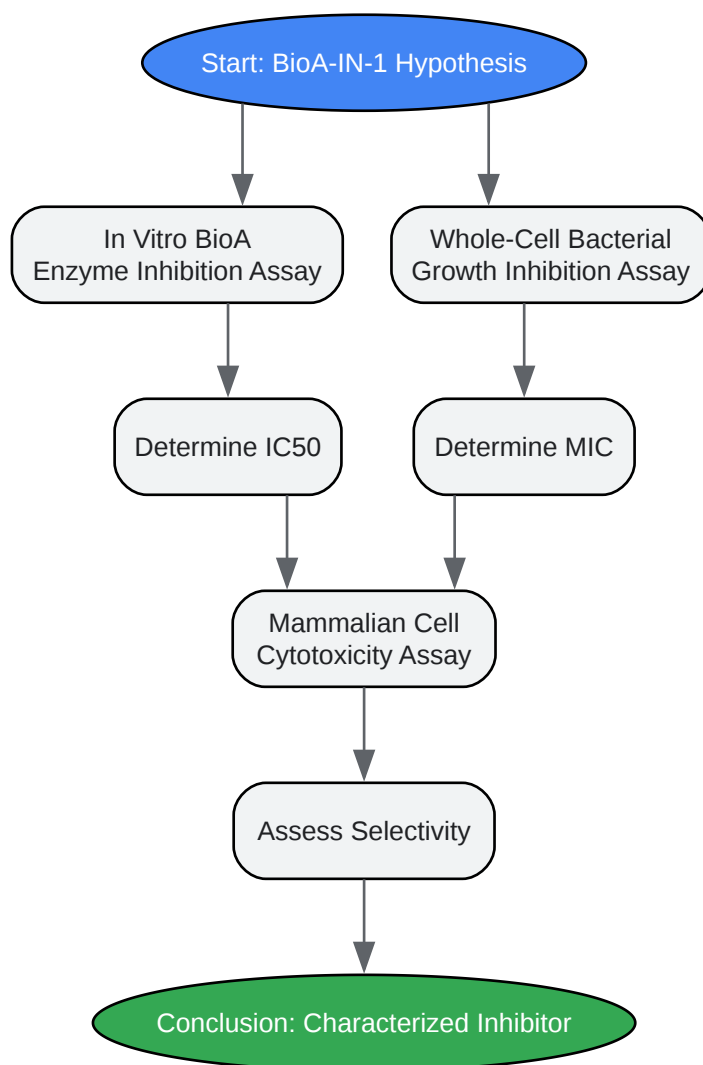 Start: BioA-IN-1 Hypothesis
In Vitro BioA
Enzyme Inhibition Assay
Whole-Cell Bacterial
Growth Inhibition Assay
Determine IC50
Determine MIC
Mammalian Cell
Cytotoxicity Assay
Assess Selectivity
Conclusion: Characterized Inhibitor